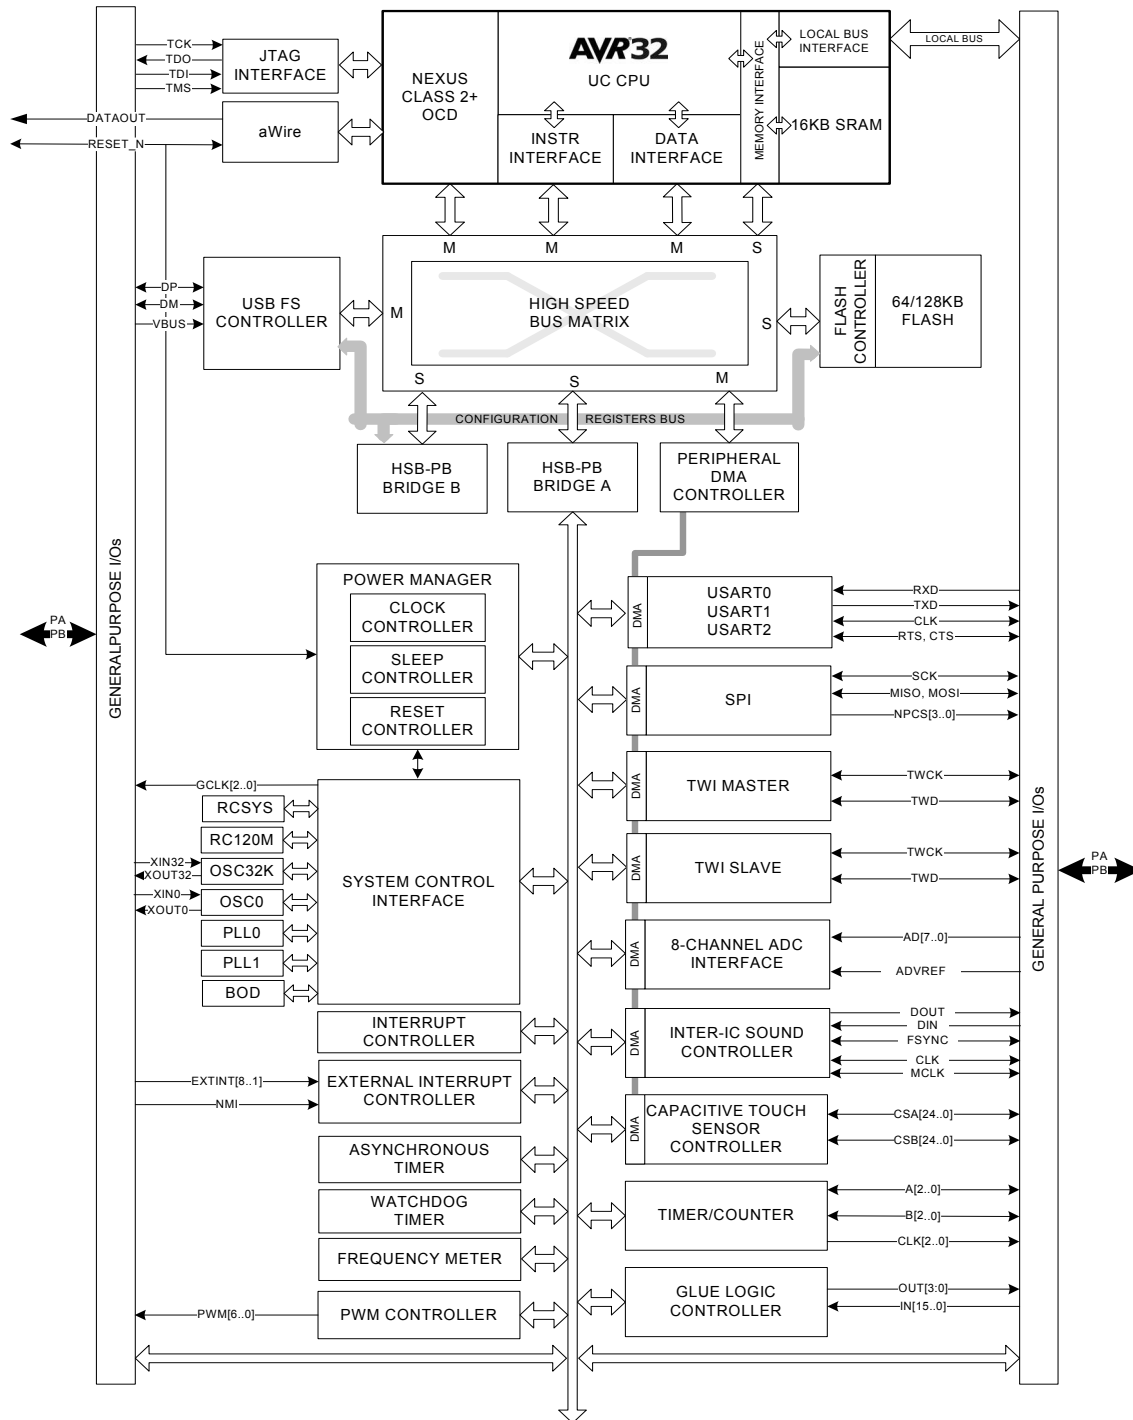 TCK
TDO
TDI
TMS
JTAG
INTERFACE
DATAOUT
RESET_N
aWire
NEXUS
CLASS 2+
OCD
AVR32
UC CPU
INSTR
INTERFACE
DATA
INTERFACE
MEMORY INTERFACE
LOCAL BUS
INTERFACE
16KB SRAM
LOCAL BUS
M
M
M
S
DP
DM
VBUS
USB FS
CONTROLLER
M
HIGH SPEED
BUS MATRIX
S
FLASH
CONTROLLER
64/128KB
FLASH
S
S
M
CONFIGURATION
REGISTERS BUS
HSB-PB
BRIDGE B
HSB-PB
BRIDGE A
PERIPHERAL
DMA
CONTROLLER
GENERALPURPOSE I/Os
PA
PB
POWER MANAGER
CLOCK
CONTROLLER
SLEEP
CONTROLLER
RESET
CONTROLLER
GCLK[2..0]
RCSYS
RC120M
XIN32
XOUT32
OSC32K
XIN0
XOUT0
OSC0
PLL0
PLL1
BOD
SYSTEM CONTROL
INTERFACE
INTERRUPT
CONTROLLER
EXTINT[8..1]
NMI
EXTERNAL INTERRUPT
CONTROLLER
ASYNCHRONOUS
TIMER
WATCHDOG
TIMER
FREQUENCY METER
PWM[6..0]
PWM CONTROLLER
DMA
USART0
USART1
USART2
RXD
TXD
CLK
RTS, CTS
DMA
SPI
SCK
MISO, MOSI
NPCS[3..0]
DMA
TWI MASTER
TWCK
TWD
DMA
TWI SLAVE
TWCK
TWD
DMA
8-CHANNEL ADC
INTERFACE
AD[7..0]
ADVREF
DMA
INTER-IC SOUND
CONTROLLER
DOUT
DIN
FSYNC
CLK
MCLK
DMA
CAPACITIVE TOUCH
SENSOR
CONTROLLER
CSA[24..0]
CSB[24..0]
TIMER/COUNTER
A[2..0]
B[2..0]
CLK[2..0]
GLUE LOGIC
CONTROLLER
OUT[3:0]
IN[15..0]
GENERAL PURPOSE I/Os
PA
PB